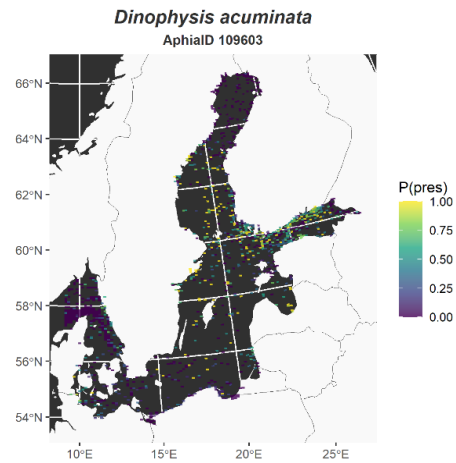 Dinophysis acuminata
AphiaID 109603
66°N
64°N
62°N
60°N
58°N
56°N
54°N
10°E
15°E
20°E
25°E
P(pres)
1.00
0.75
0.50
0.25
0.00